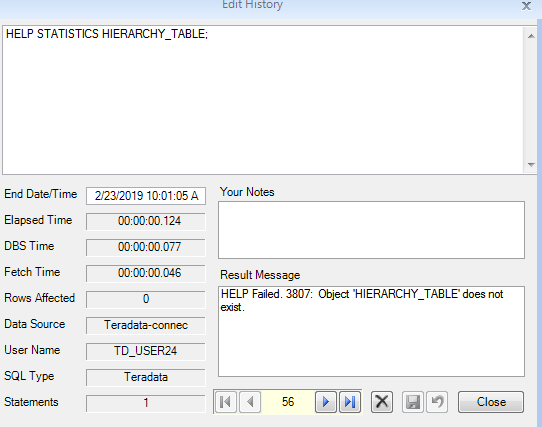 Edit History
HELP STATISTICS HIERARCHY_TABLE;
End Date/Time
2/23/2019 10:01:05 A
Elapsed Time
00:00:00.124
DBS Time
00:00:00.077
Fetch Time
00:00:00.046
Rows Affected
0
Data Source
Teradata-connec
User Name
TD_USER24
SQL Type
Teradata
Statements
1
Your Notes
Result Message
HELP Failed. 3807:  Object 'HIERARCHY_TABLE' does not
exist.
56
Close